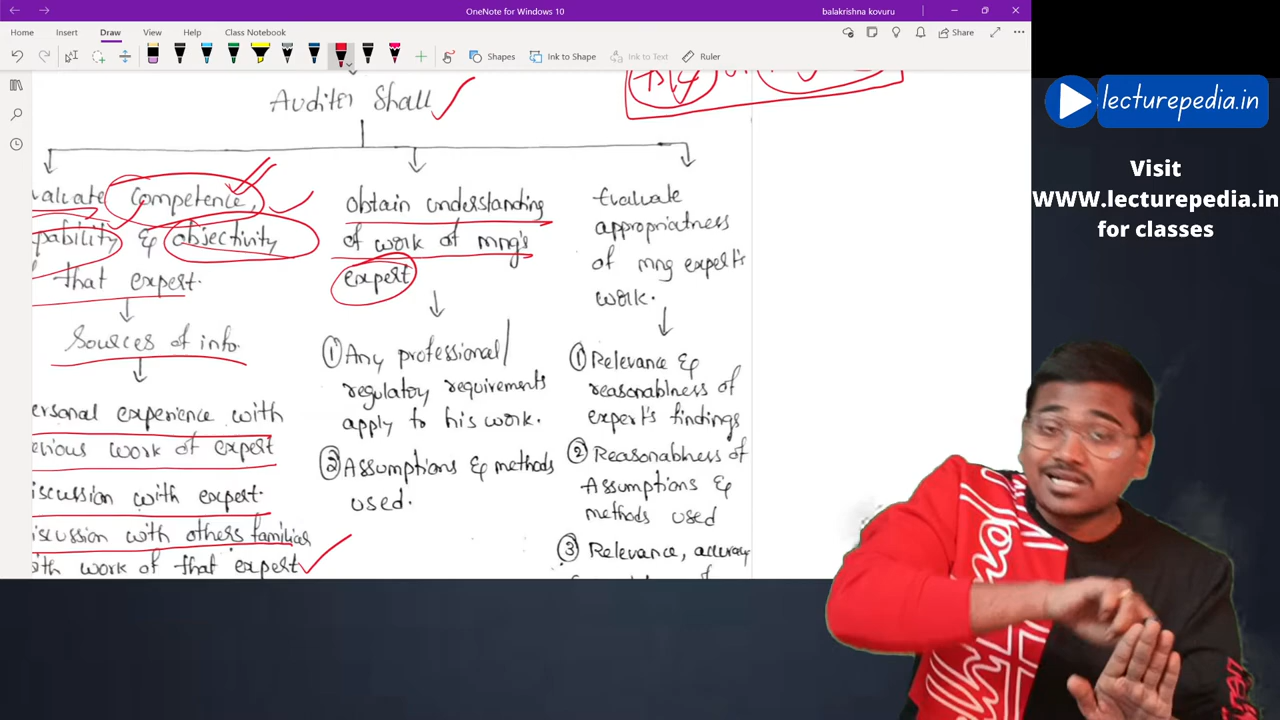 OneNote for Windows 10
balakrishna kovuru
Home
Insert
Draw
View
Help
Class Notebook
Share
Shapes
Ink to Shape
Ink to Text
Ruler
Auditor Shall
valuate competence,
pability & objectivity
that expert.
Sources of info.
ersonal experience with
evious work of expert
iscussion with expert.
iscussion with others familiar
ith work of that expert
obtain understanding
of work of mng's
expert
① Any professional/
regulatory requirements
apply to his work.
② Assumptions & methods
used.
Evaluate
appropriatness
of mng expert's
work.
① Relevance &
reasonablness of
expert's findings
② Reasonablness of
Assumptions &
methods used
③ Relevance, accuracy
lecturepedia.in
Visit
WWW.lecturepedia.in
for classes